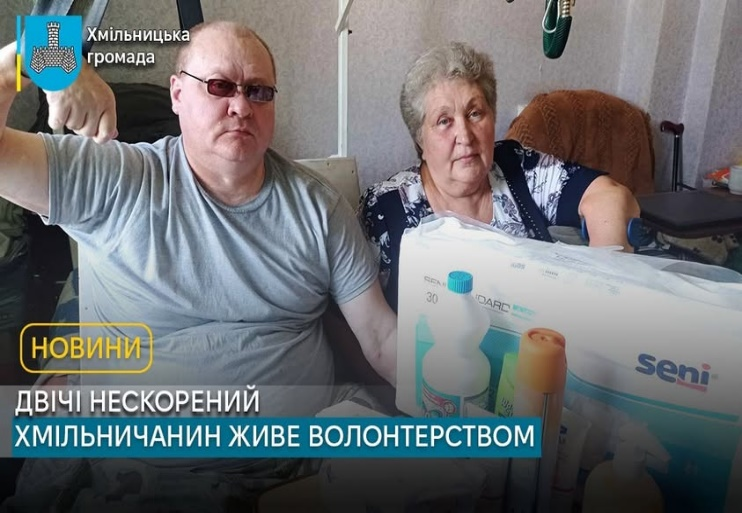 Хмільницька
громада
seni
30
НОВИНИ
ДВІЧІ НЕСКОРЕНИЙ
ХМІЛЬНИЧАНИН ЖИВЕ ВОЛОНТЕРСТВОМ